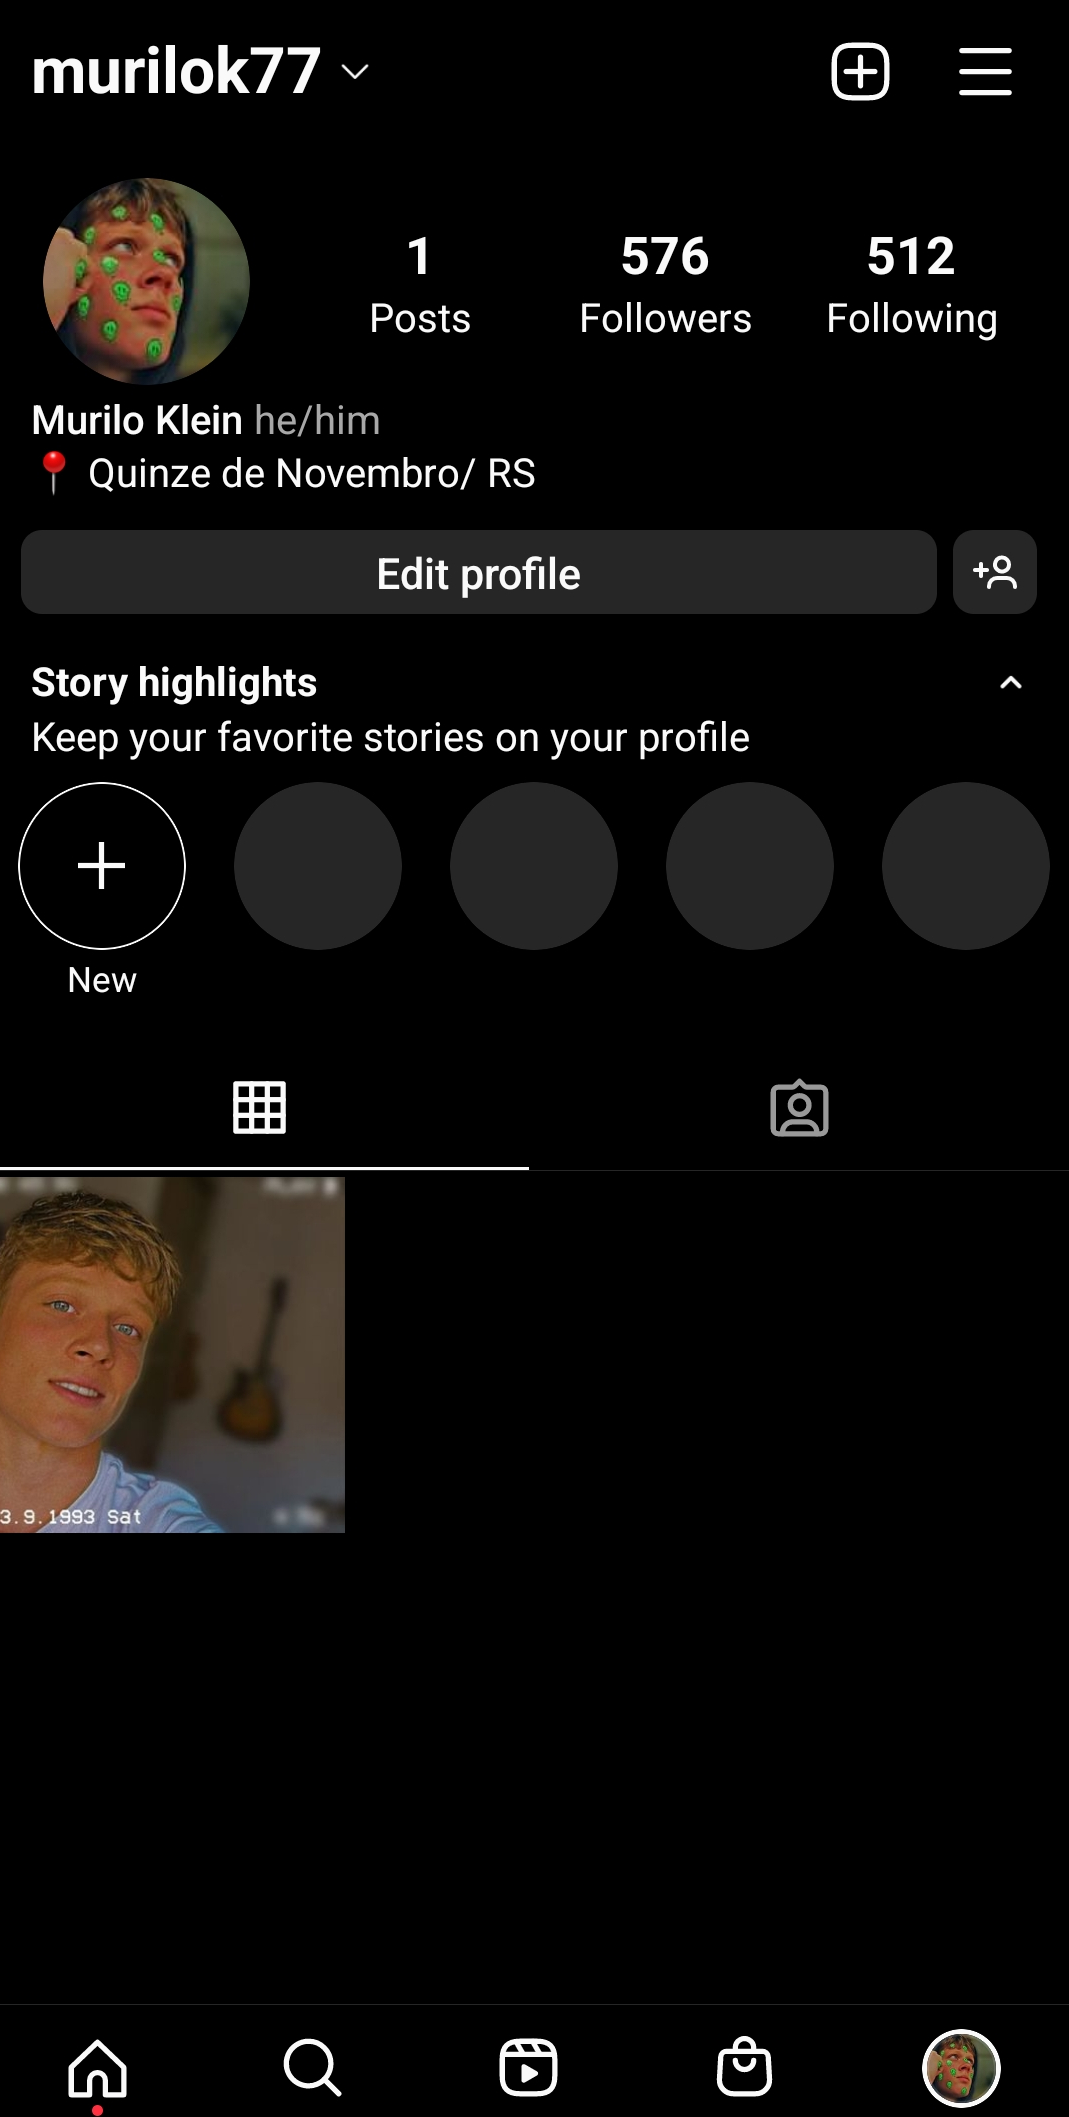 murilok77
1 576 512
Posts Followers Following
Murilo Klein he/him
📍 Quinze de Novembro/ RS
Edit profile
Story highlights
Keep your favorite stories on your profile
New
3.9.1993 Sat